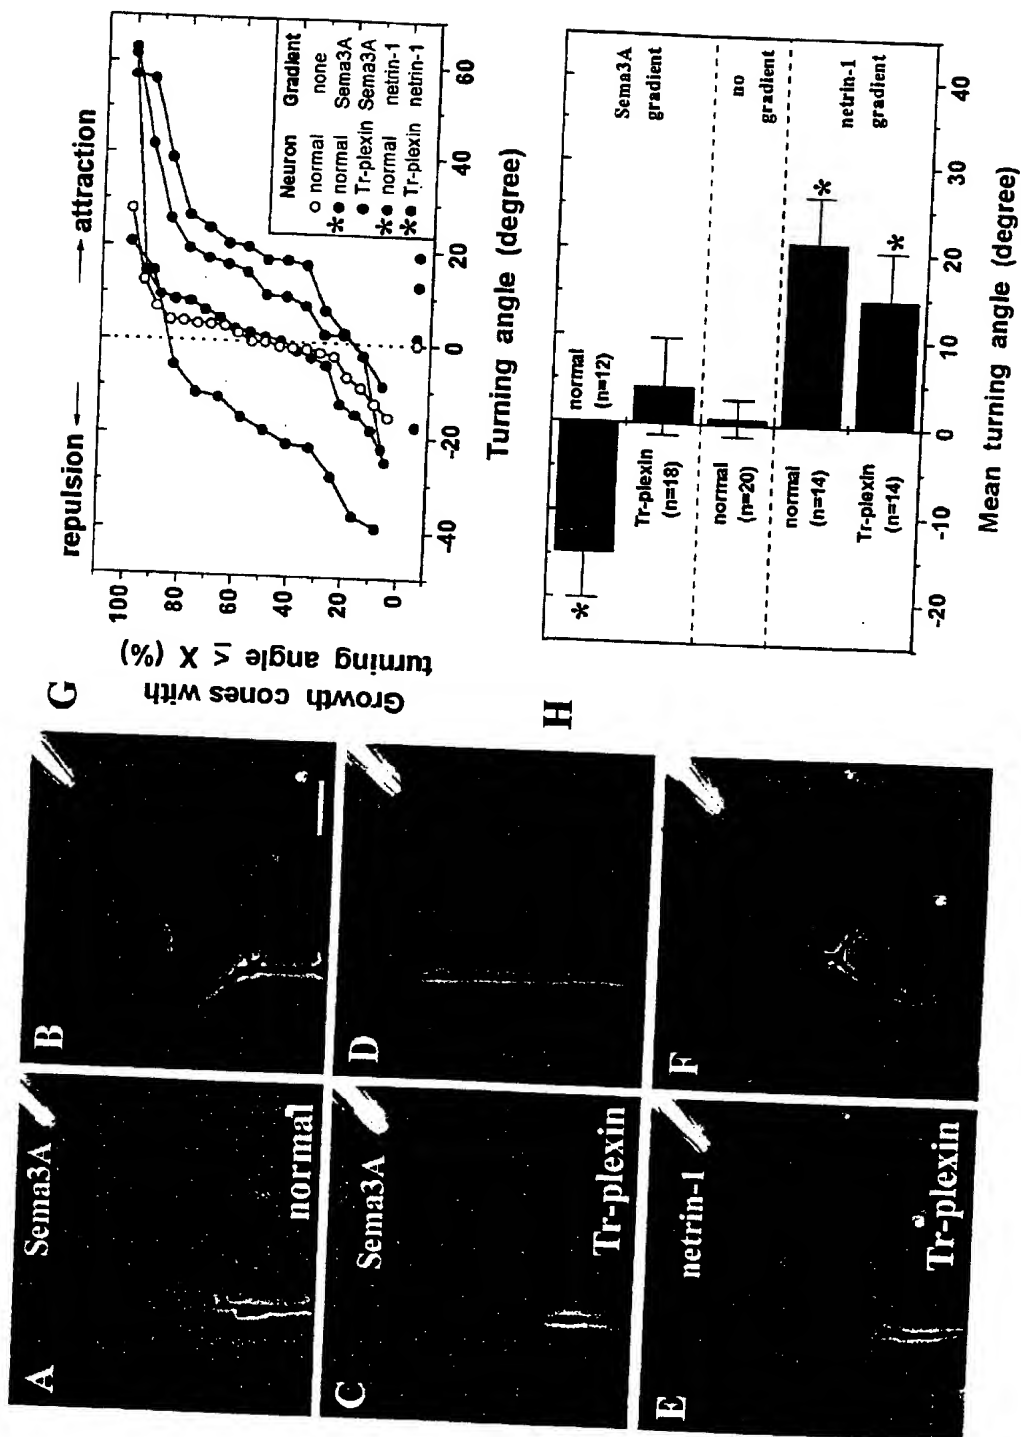 A
Sema3A
normal
B
C
Sema3A
Tr-plexin
D
E
netrin-1
Tr-plexin
F
G
repulsion ← → attraction
Growth cones with
turning angle ≤ X (%)
100
80
60
40
20
0
-40
-20
0
20
40
60
Turning angle (degree)
Neuron Gradient
○ normal none
*● normal Sema3A
● Tr-plexin Sema3A
*● normal netrin-1
*● Tr-plexin netrin-1
H
normal
(n=12)
Tr-plexin
(n=18)
Sema3A
gradient
normal
(n=20)
no
gradient
normal
(n=14)
Tr-plexin
(n=14)
netrin-1
gradient
*
*
*
-20
-10
0
10
20
30
40
Mean turning angle (degree)